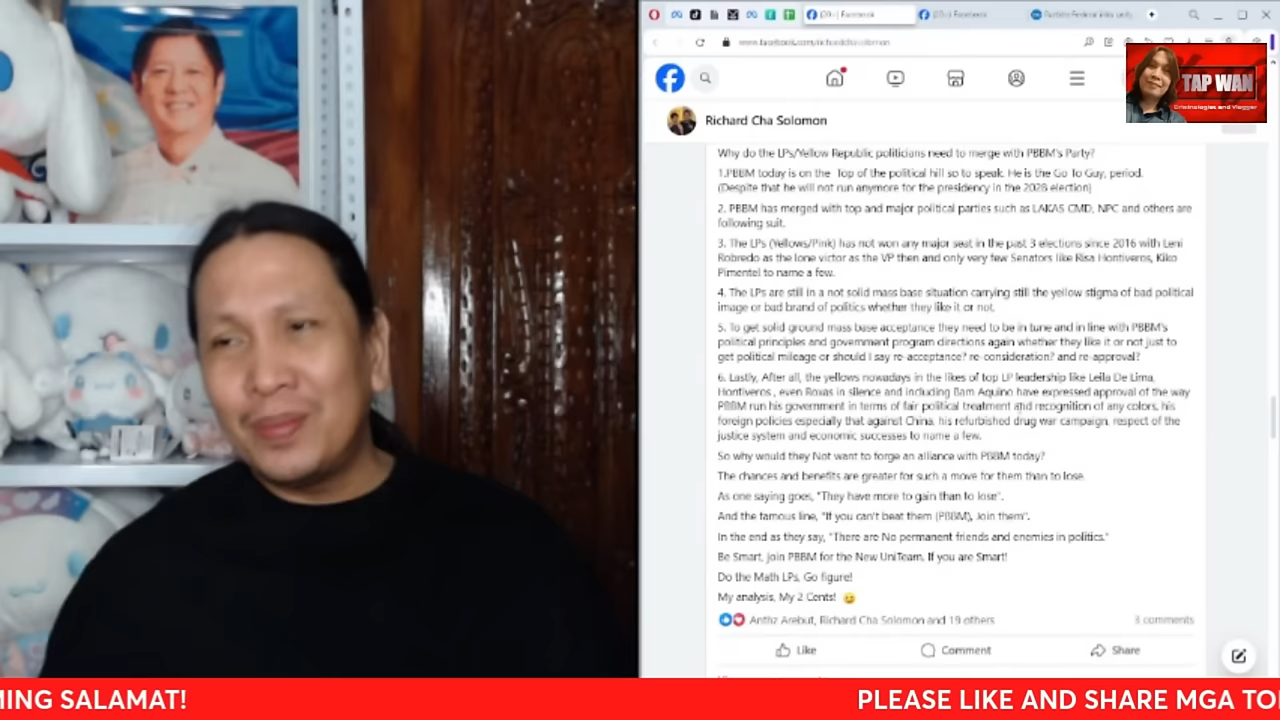 (20+) Facebook
(20+) Facebook
www.facebook.com/richardcha.solomon
TAP WAN
Criminologist and Vlogger
Richard Cha Solomon
Why do the LPs/Yellow Republic politicians need to merge with PBBM's Party?
1.PBBM today is on the Top of the political hill so to speak. He is the Go To Guy, period.
(Despite that he will not run anymore for the presidency in the 2028 election)
2. PBBM has merged with top and major political parties such as LAKAS CMD, NPC and others are
following suit.
3. The LPs (Yellows/Pink) has not won any major seat in the past 3 elections since 2016 with Leni
Robredo as the lone victor as the VP then and only very few Senators like Risa Hontiveros, Kiko
Pimentel to name a few.
4. The LPs are still in a not solid mass base situation carrying still the yellow stigma of bad political
image or bad brand of politics whether they like it or not.
5. To get solid ground mass base acceptance they need to be in tune and in line with PBBM's
political principles and government program directions again whether they like it or not just to
get political mileage or should I say re-acceptance? re-consideration? and re-approval?
6. Lastly, After all, the yellows nowadays in the likes of top LP leadership like Leila De Lima,
Hontiveros , even Roxas in silence and including Bam Aquino have expressed approval of the way
PBBM run his government in terms of fair political treatment and recognition of any colors, his
foreign policies especially that against China, his refurbished drug war campaign, respect of the
justice system and economic successes to name a few.
So why would they Not want to forge an alliance with PBBM today?
The chances and benefits are greater for such a move for them than to lose.
As one saying goes, "They have more to gain than to lose".
And the famous line, "If you can't beat them (PBBM), Join them".
In the end as they say, "There are No permanent friends and enemies in politics."
Be Smart, join PBBM for the New UniTeam, If you are Smart!
Do the Math LPs, Go figure!
My analysis, My 2 Cents! 😉
Anthz Arebut, Richard Cha Solomon and 19 others
3 comments
Like
Comment
Share
MING SALAMAT!
PLEASE LIKE AND SHARE MGA TO